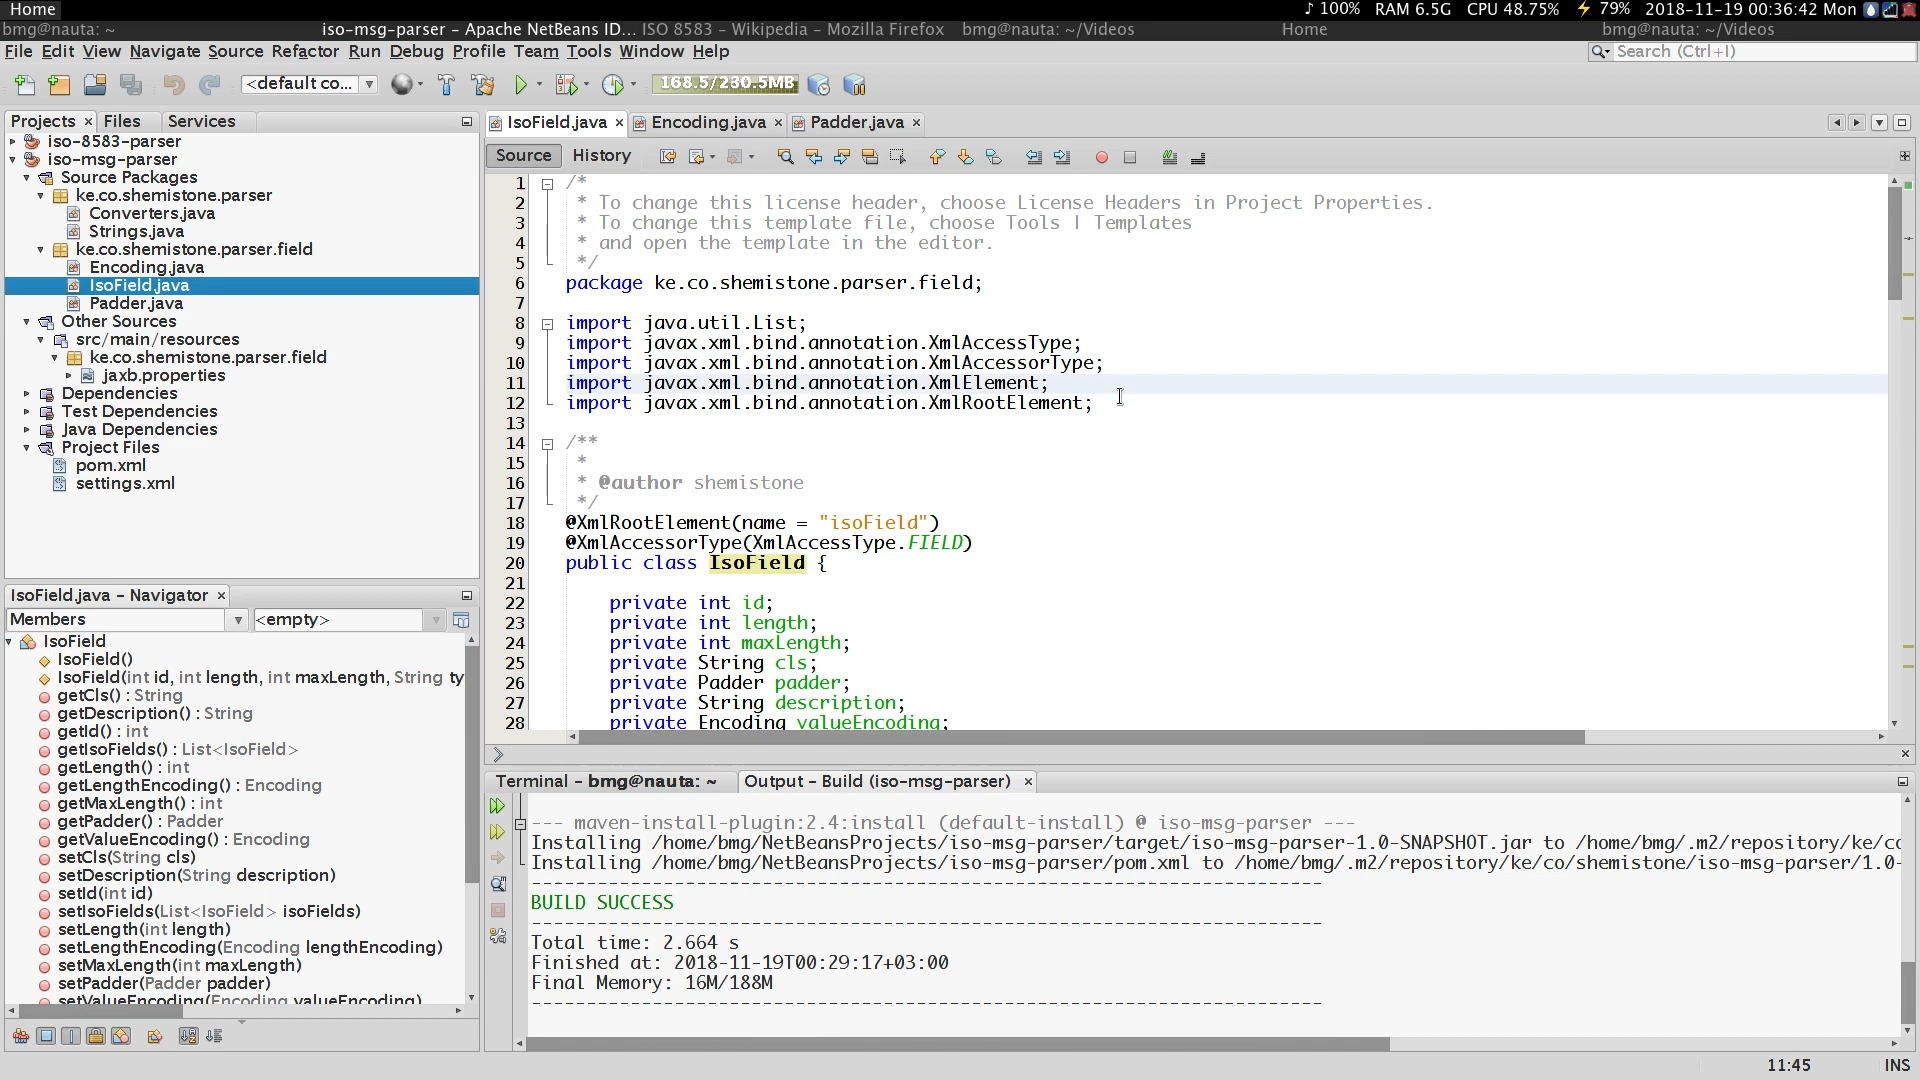 Home
♪ 100% RAM 6.5G CPU 48.75% ⚡ 79% 2018-11-19 00:36:42 Mon
bmg@nauta: ~
iso-msg-parser - Apache NetBeans ID...
ISO 8583 - Wikipedia - Mozilla Firefox
bmg@nauta: ~/Videos
Home
bmg@nauta: ~/Videos
File Edit View Navigate Source Refactor Run Debug Profile Team Tools Window Help
Search (Ctrl+I)
<default co...
168.5/230.5MB
Projects
Files
Services
iso-8583-parser
iso-msg-parser
Source Packages
ke.co.shemistone.parser
Converters.java
Strings.java
ke.co.shemistone.parser.field
Encoding.java
IsoField.java
Padder.java
Other Sources
src/main/resources
ke.co.shemistone.parser.field
jaxb.properties
Dependencies
Test Dependencies
Java Dependencies
Project Files
pom.xml
settings.xml
IsoField.java - Navigator
Members
<empty>
IsoField
IsoField()
IsoField(int id, int length, int maxLength, String ty
getCls() : String
getDescription() : String
getId() : int
getIsoFields() : List<IsoField>
getLength() : int
getLengthEncoding() : Encoding
getMaxLength() : int
getPadder() : Padder
getValueEncoding() : Encoding
setCls(String cls)
setDescription(String description)
setId(int id)
setIsoFields(List<IsoField> isoFields)
setLength(int length)
setLengthEncoding(Encoding lengthEncoding)
setMaxLength(int maxLength)
setPadder(Padder padder)
setValueEncoding(Encoding valueEncoding)
IsoField.java
Encoding.java
Padder.java
Source
History
1 /*
2 * To change this license header, choose License Headers in Project Properties.
3 * To change this template file, choose Tools | Templates
4 * and open the template in the editor.
5 */
6 package ke.co.shemistone.parser.field;
7
8 import java.util.List;
9 import javax.xml.bind.annotation.XmlAccessType;
10 import javax.xml.bind.annotation.XmlAccessorType;
11 import javax.xml.bind.annotation.XmlElement;
12 import javax.xml.bind.annotation.XmlRootElement;
13
14 /**
15 *
16 * @author shemistone
17 */
18 @XmlRootElement(name = "isoField")
19 @XmlAccessorType(XmlAccessType.FIELD)
20 public class IsoField {
21
22 private int id;
23 private int length;
24 private int maxLength;
25 private String cls;
26 private Padder padder;
27 private String description;
28 private Encoding valueEncoding;
Terminal - bmg@nauta: ~
Output - Build (iso-msg-parser)
--- maven-install-plugin:2.4:install (default-install) @ iso-msg-parser ---
Installing /home/bmg/NetBeansProjects/iso-msg-parser/target/iso-msg-parser-1.0-SNAPSHOT.jar to /home/bmg/.m2/repository/ke/co
Installing /home/bmg/NetBeansProjects/iso-msg-parser/pom.xml to /home/bmg/.m2/repository/ke/co/shemistone/iso-msg-parser/1.0-
------------------------------------------------------------------------
BUILD SUCCESS
------------------------------------------------------------------------
Total time: 2.664 s
Finished at: 2018-11-19T00:29:17+03:00
Final Memory: 16M/188M
------------------------------------------------------------------------
11:45
INS